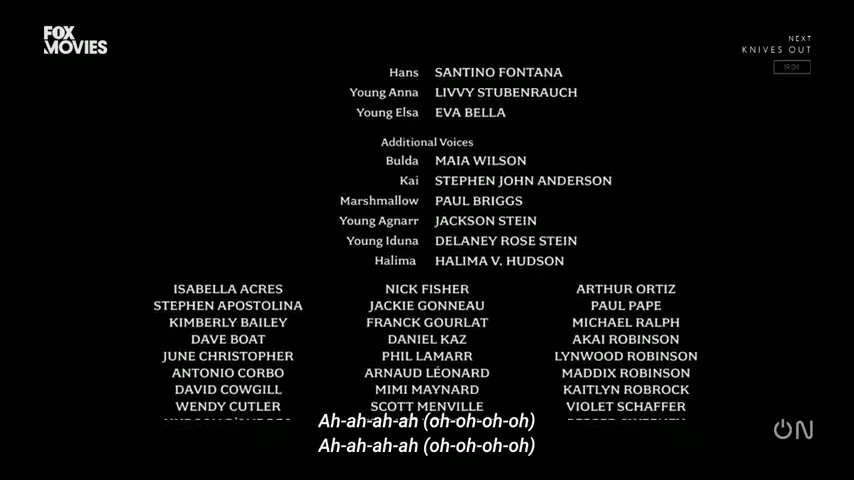 FOX
MOVIES
NEXT
KNIVES OUT
Hans SANTINO FONTANA
Young Anna LIVVY STUBENRAUCH
Young Elsa EVA BELLA
Additional Voices
Bulda MAIA WILSON
Kai STEPHEN JOHN ANDERSON
Marshmallow PAUL BRIGGS
Young Agnarr JACKSON STEIN
Young Iduna DELANEY ROSE STEIN
Halima HALIMA V. HUDSON
ISABELLA ACRES NICK FISHER ARTHUR ORTIZ
STEPHEN APOSTOLINA JACKIE GONNEAU PAUL PAPE
KIMBERLY BAILEY FRANCK GOURLAT MICHAEL RALPH
DAVE BOAT DANIEL KAZ AKAI ROBINSON
JUNE CHRISTOPHER PHIL LAMARR LYNWOOD ROBINSON
ANTONIO CORBO ARNAUD LÉONARD MADDIX ROBINSON
DAVID COWGILL MIMI MAYNARD KAITLYN ROBROCK
WENDY CUTLER SCOTT MENVILLE VIOLET SCHAFFER
Ah-ah-ah-ah (oh-oh-oh-oh)
Ah-ah-ah-ah (oh-oh-oh-oh)
ON